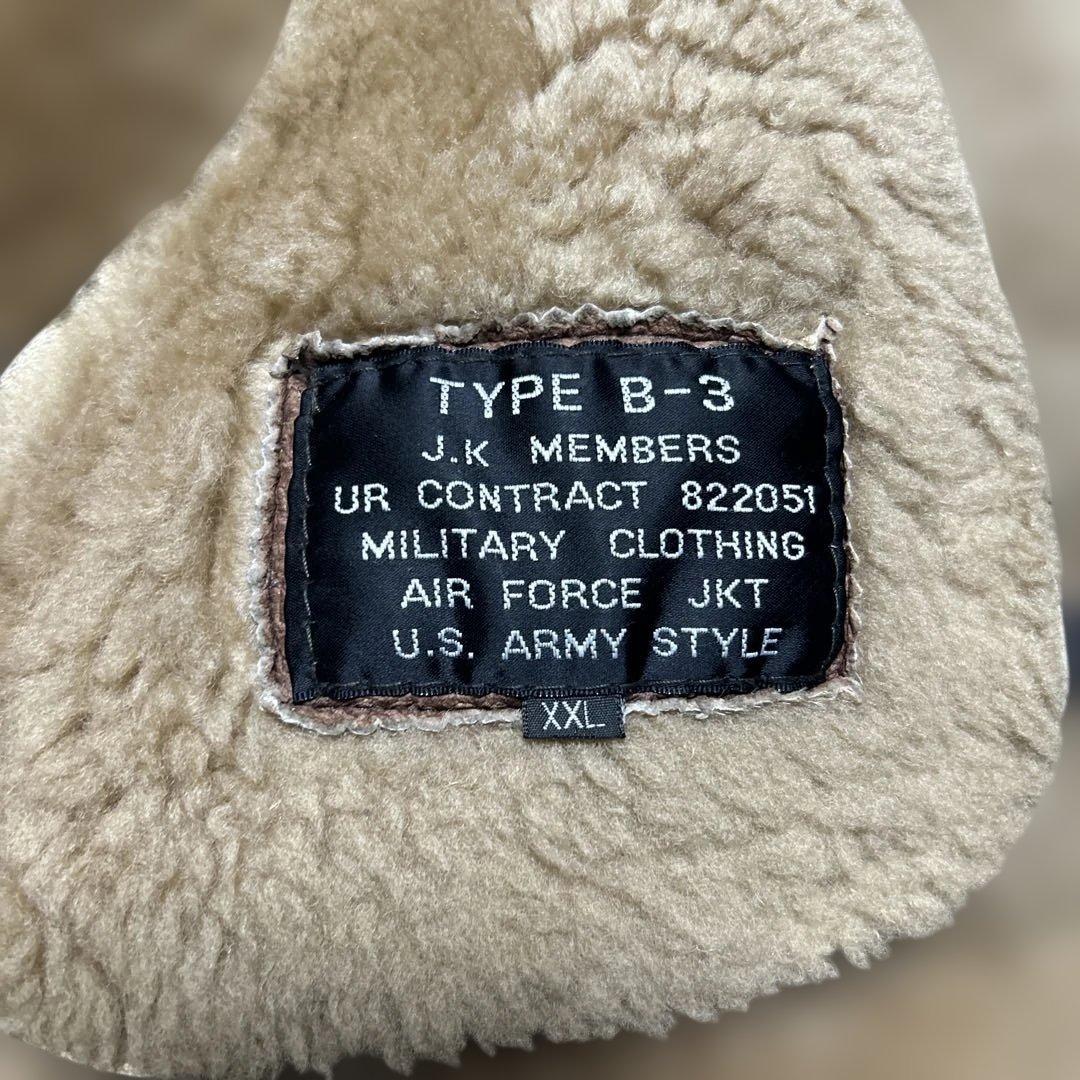 TYPE B-3
J.K MEMBERS
UR CONTRACT 822051
MILITARY CLOTHING
AIR FORCE JKT
U.S. ARMY STYLE
XXL